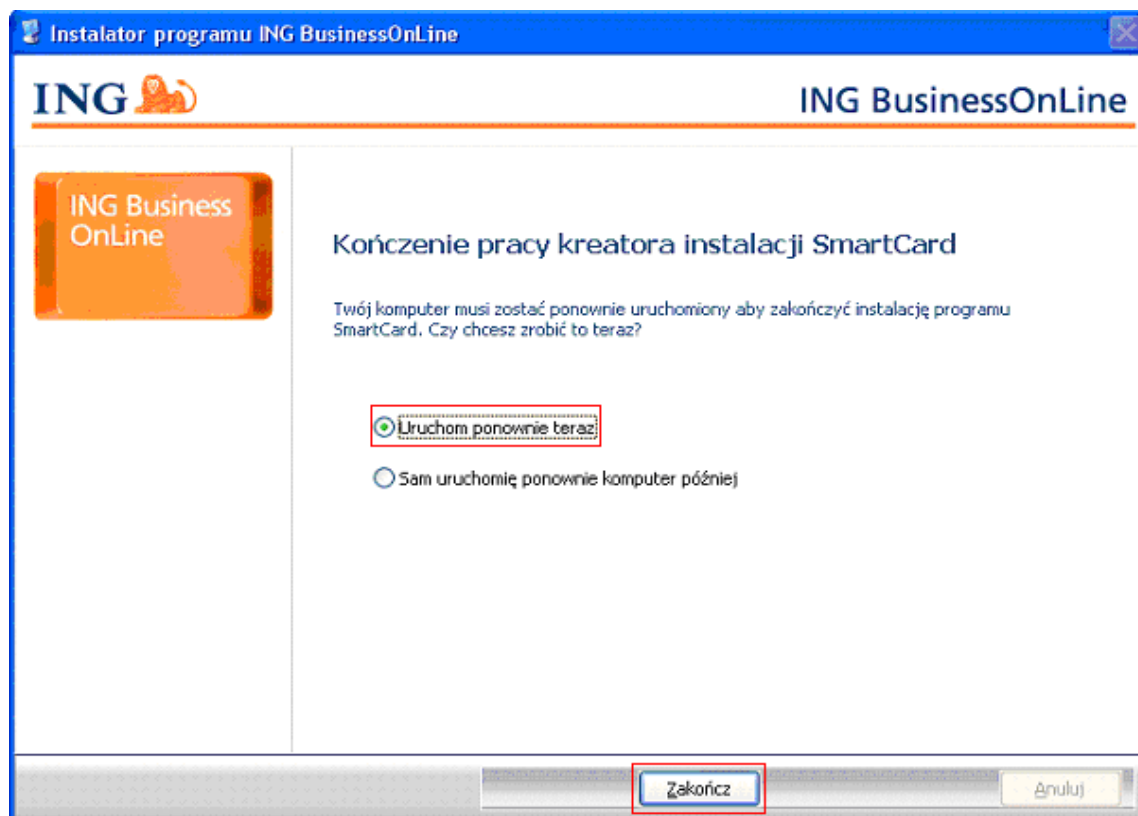 Instalator programu ING BusinessOnLine
ING
ING BusinessOnLine
ING Business
OnLine
Kończenie pracy kreatora instalacji SmartCard
Twój komputer musi zostać ponownie uruchomiony aby zakończyć instalację programu
SmartCard. Czy chcesz zrobić to teraz?
Uruchom ponownie teraz
Sam uruchomię ponownie komputer później
Zakończ
Anuluj